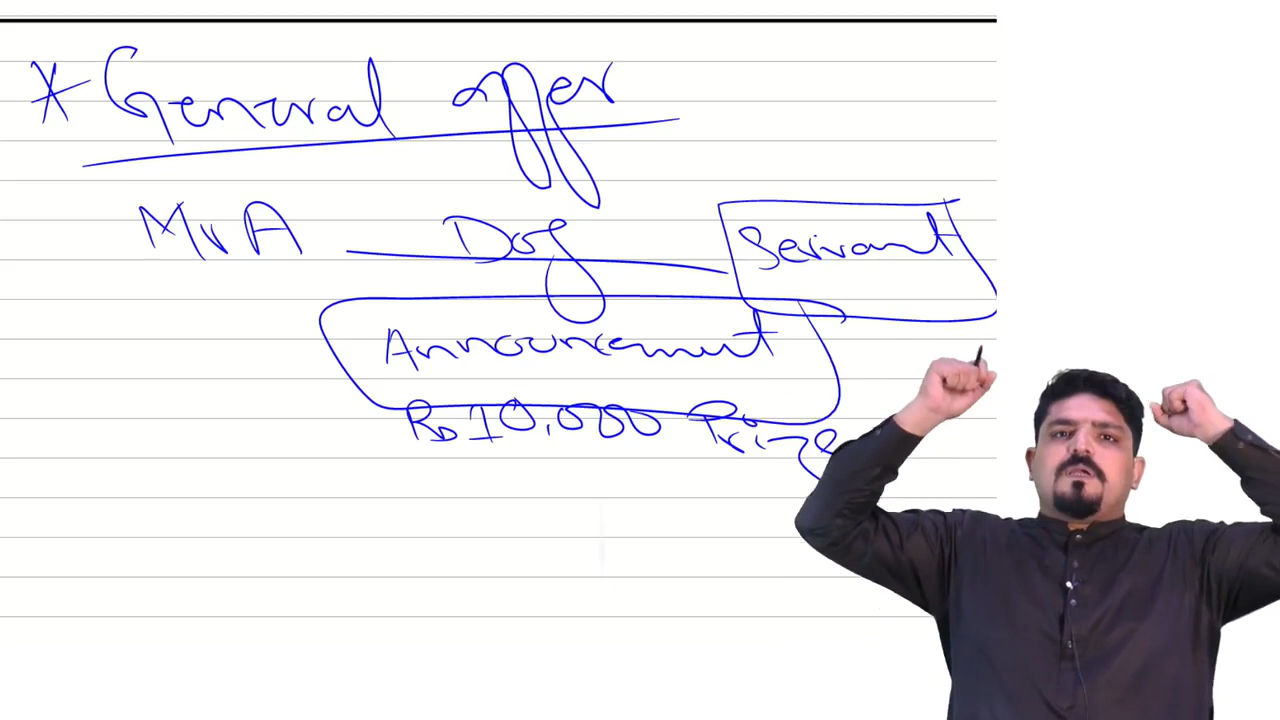 * General offer
Mr A Dog Servant
Announcement
Rs 10,000 Prize